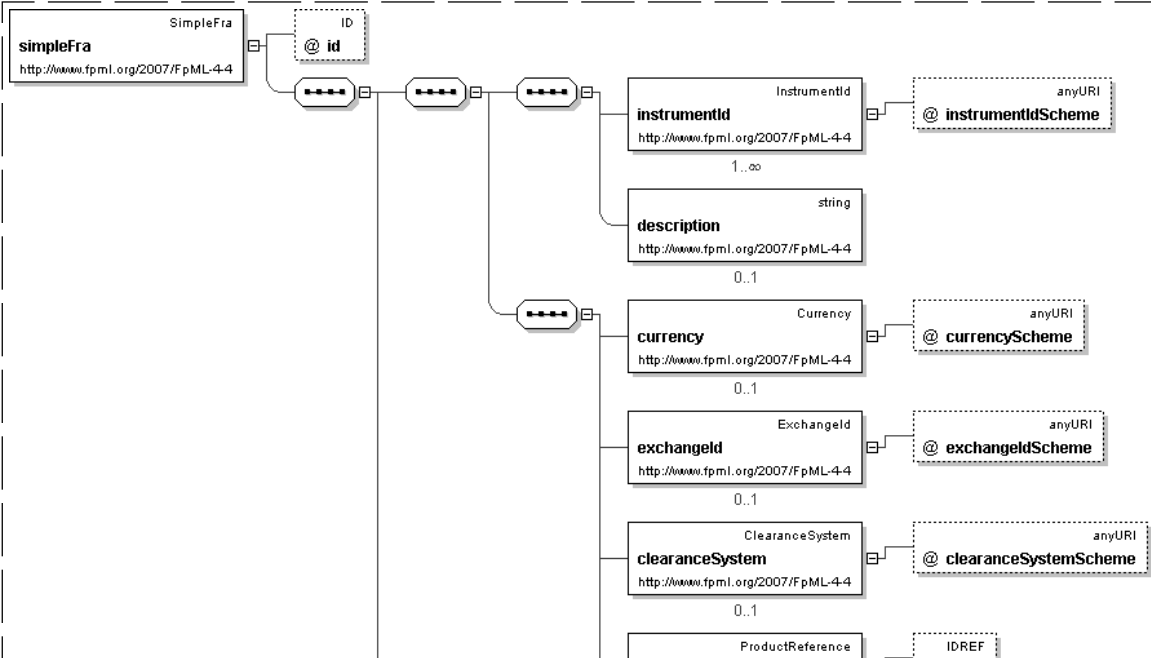 SimpleFra
simpleFra
http://www.fpml.org/2007/FpML-4-4
ID
@ id
InstrumentId
instrumentId
http://www.fpml.org/2007/FpML-4-4
1..∞
anyURI
@ instrumentIdScheme
string
description
http://www.fpml.org/2007/FpML-4-4
0..1
Currency
currency
http://www.fpml.org/2007/FpML-4-4
0..1
anyURI
@ currencyScheme
ExchangeId
exchangeId
http://www.fpml.org/2007/FpML-4-4
0..1
anyURI
@ exchangeIdScheme
ClearanceSystem
clearanceSystem
http://www.fpml.org/2007/FpML-4-4
0..1
anyURI
@ clearanceSystemScheme
ProductReference
IDREF